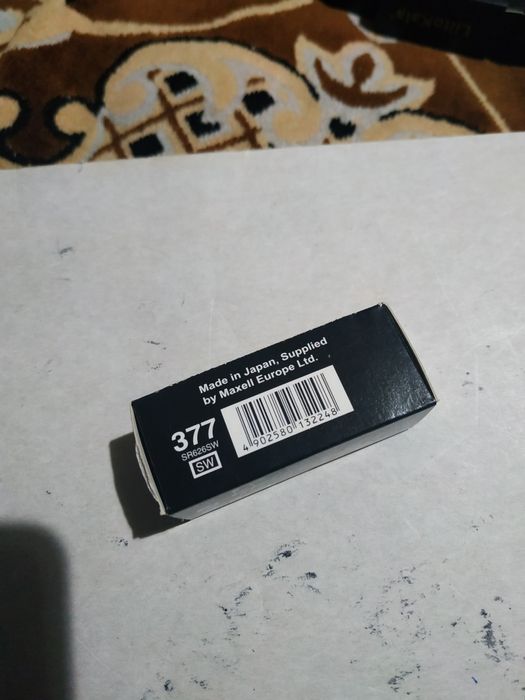 Made in Japan, Supplied
by Maxell Europe Ltd.
377
SR626SW
SW
4 902580 132248